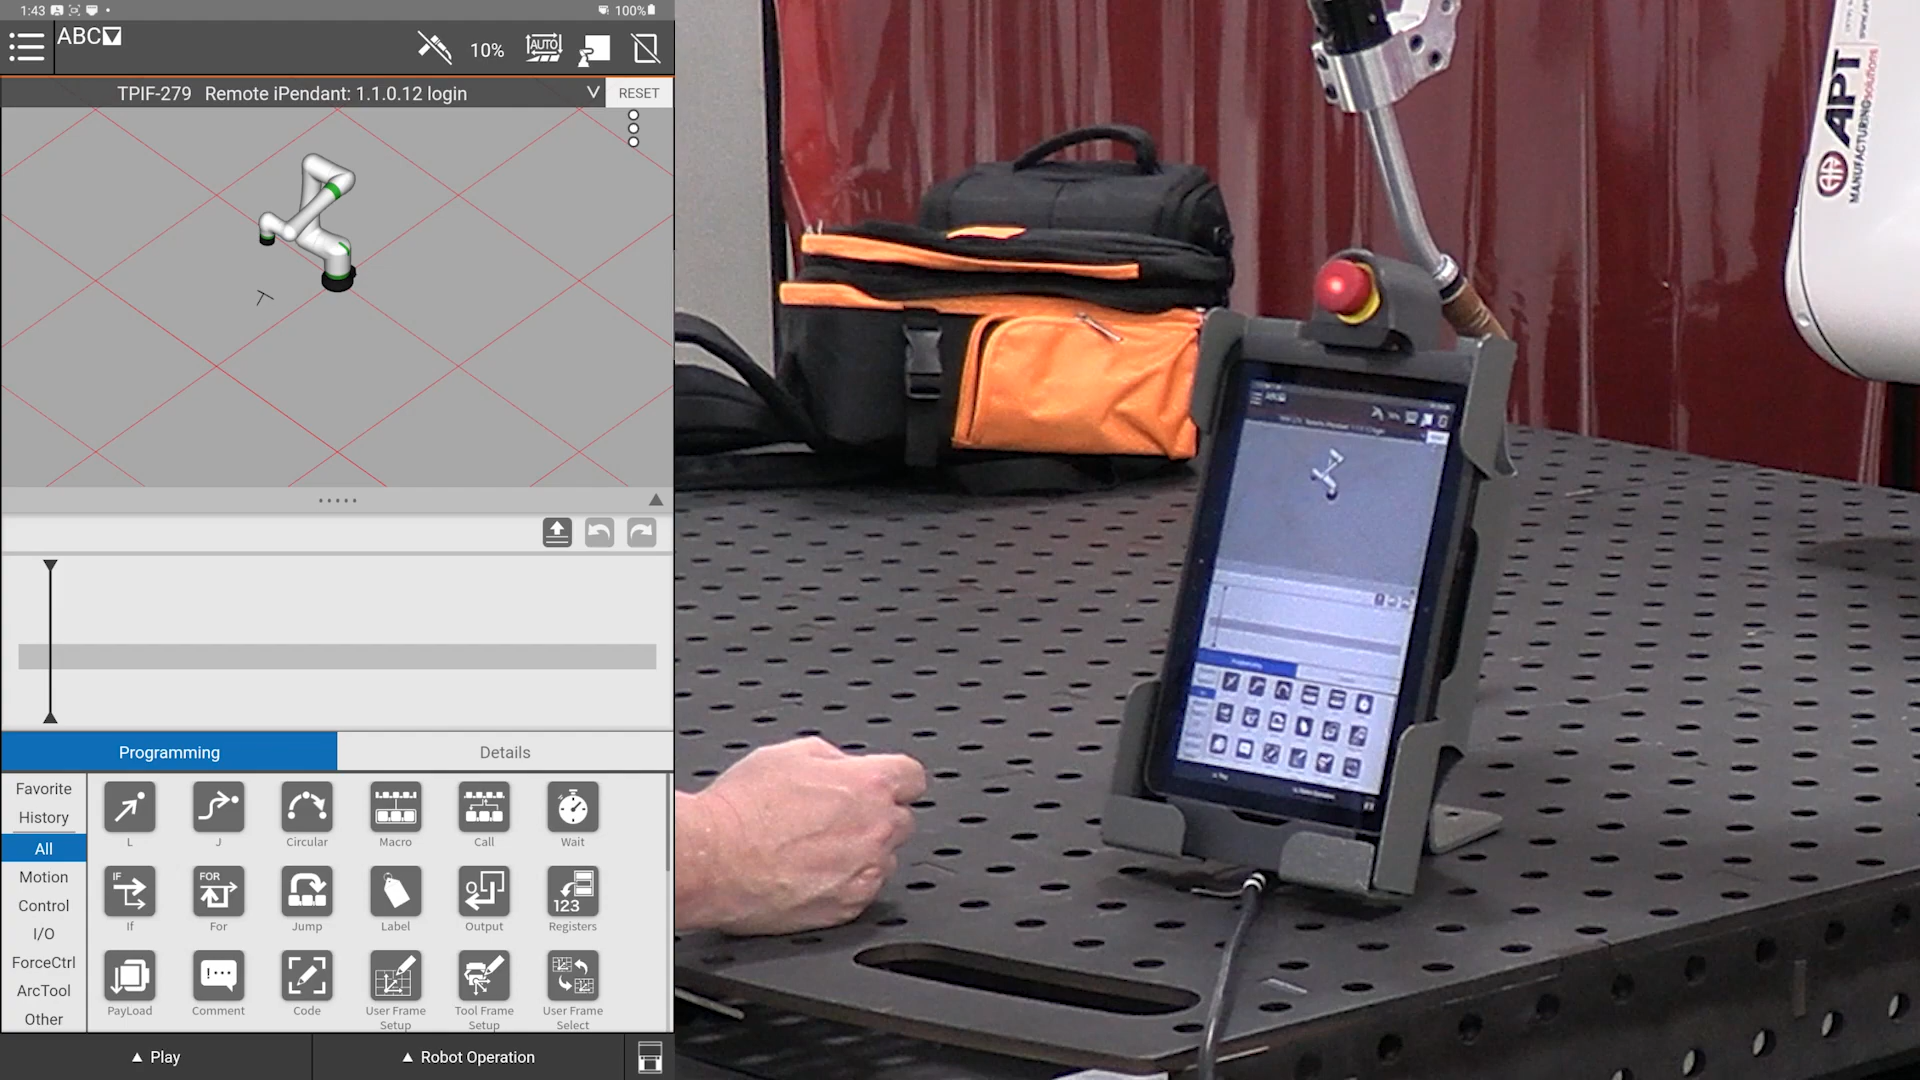 1:43
100%
ABC
10%
AUTO
TPIF-279 Remote iPendant: 1.1.0.12 login
RESET
Programming
Details
Favorite
History
All
Motion
Control
I/O
ForceCtrl
ArcTool
Other
L
J
Circular
Macro
Call
Wait
IF
FOR
123
If
For
Jump
Label
Output
Registers
PayLoad
Comment
Code
User Frame
Setup
Tool Frame
Setup
User Frame
Select
Play
Robot Operation
APT
MANUFACTURINGsolutions